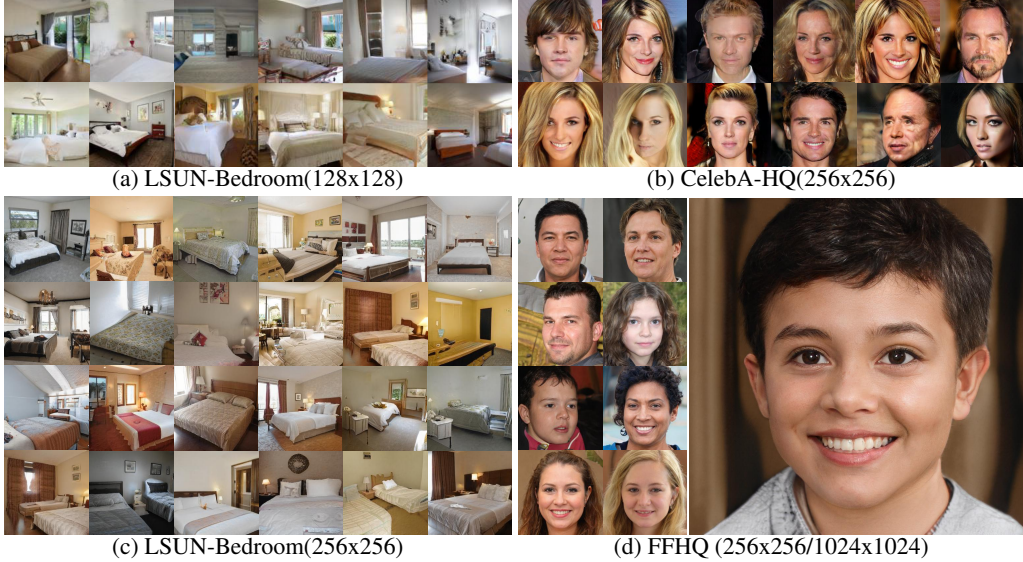 (a) LSUN-Bedroom(128x128)
(b) CelebA-HQ(256x256)
(c) LSUN-Bedroom(256x256)
(d) FFHQ (256x256/1024x1024)